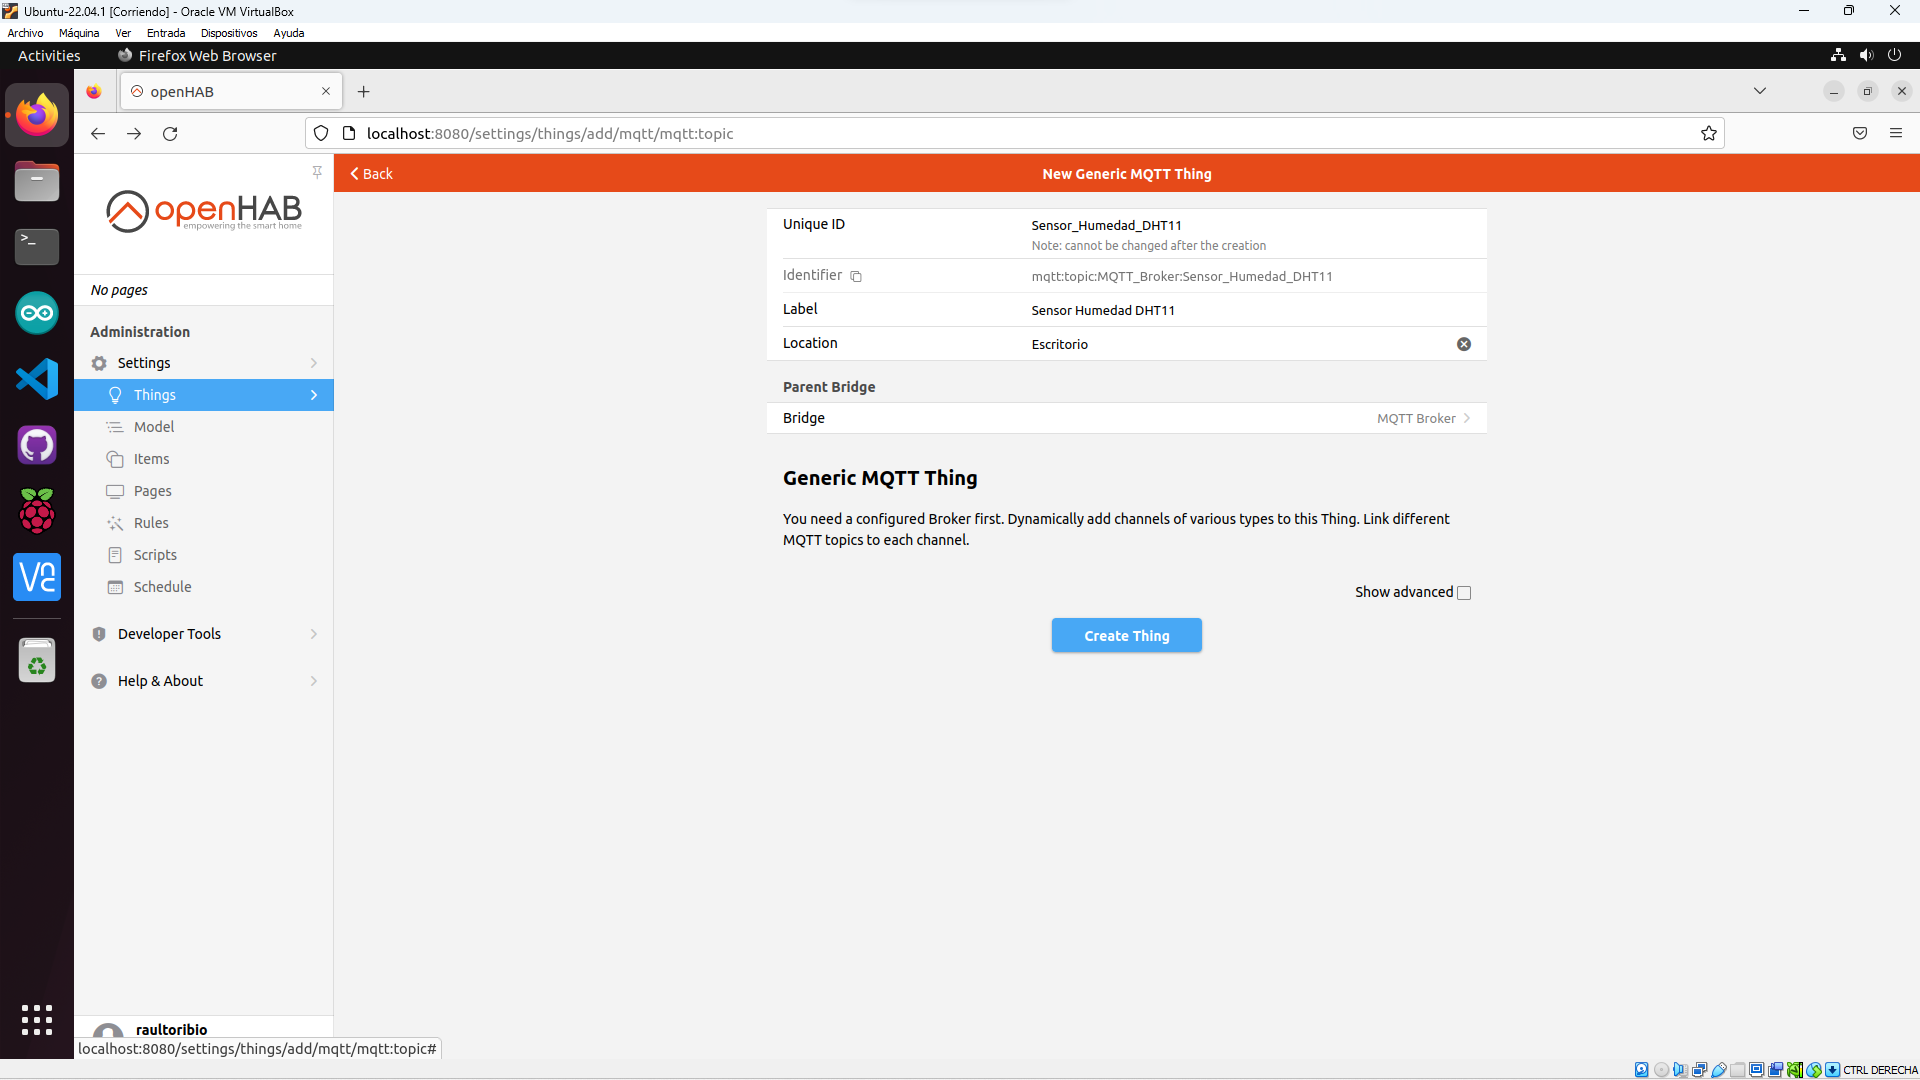 Ubuntu-22.04.1 [Corriendo] - Oracle VM VirtualBox
Archivo Máquina Ver Entrada Dispositivos Ayuda
Activities Firefox Web Browser
openHAB
localhost:8080/settings/things/add/mqtt/mqtt:topic
openHAB
empowering the smart home
No pages
Administration
Settings
Things
Model
Items
Pages
Rules
Scripts
Schedule
Developer Tools
Help & About
raultoribio
localhost:8080/settings/things/add/mqtt/mqtt:topic#
Back
New Generic MQTT Thing
Unique ID Sensor_Humedad_DHT11
Note: cannot be changed after the creation
Identifier mqtt:topic:MQTT_Broker:Sensor_Humedad_DHT11
Label Sensor Humedad DHT11
Location Escritorio
Parent Bridge
Bridge MQTT Broker
Generic MQTT Thing
You need a configured Broker first. Dynamically add channels of various types to this Thing. Link different
MQTT topics to each channel.
Show advanced
Create Thing
CTRL DERECHA